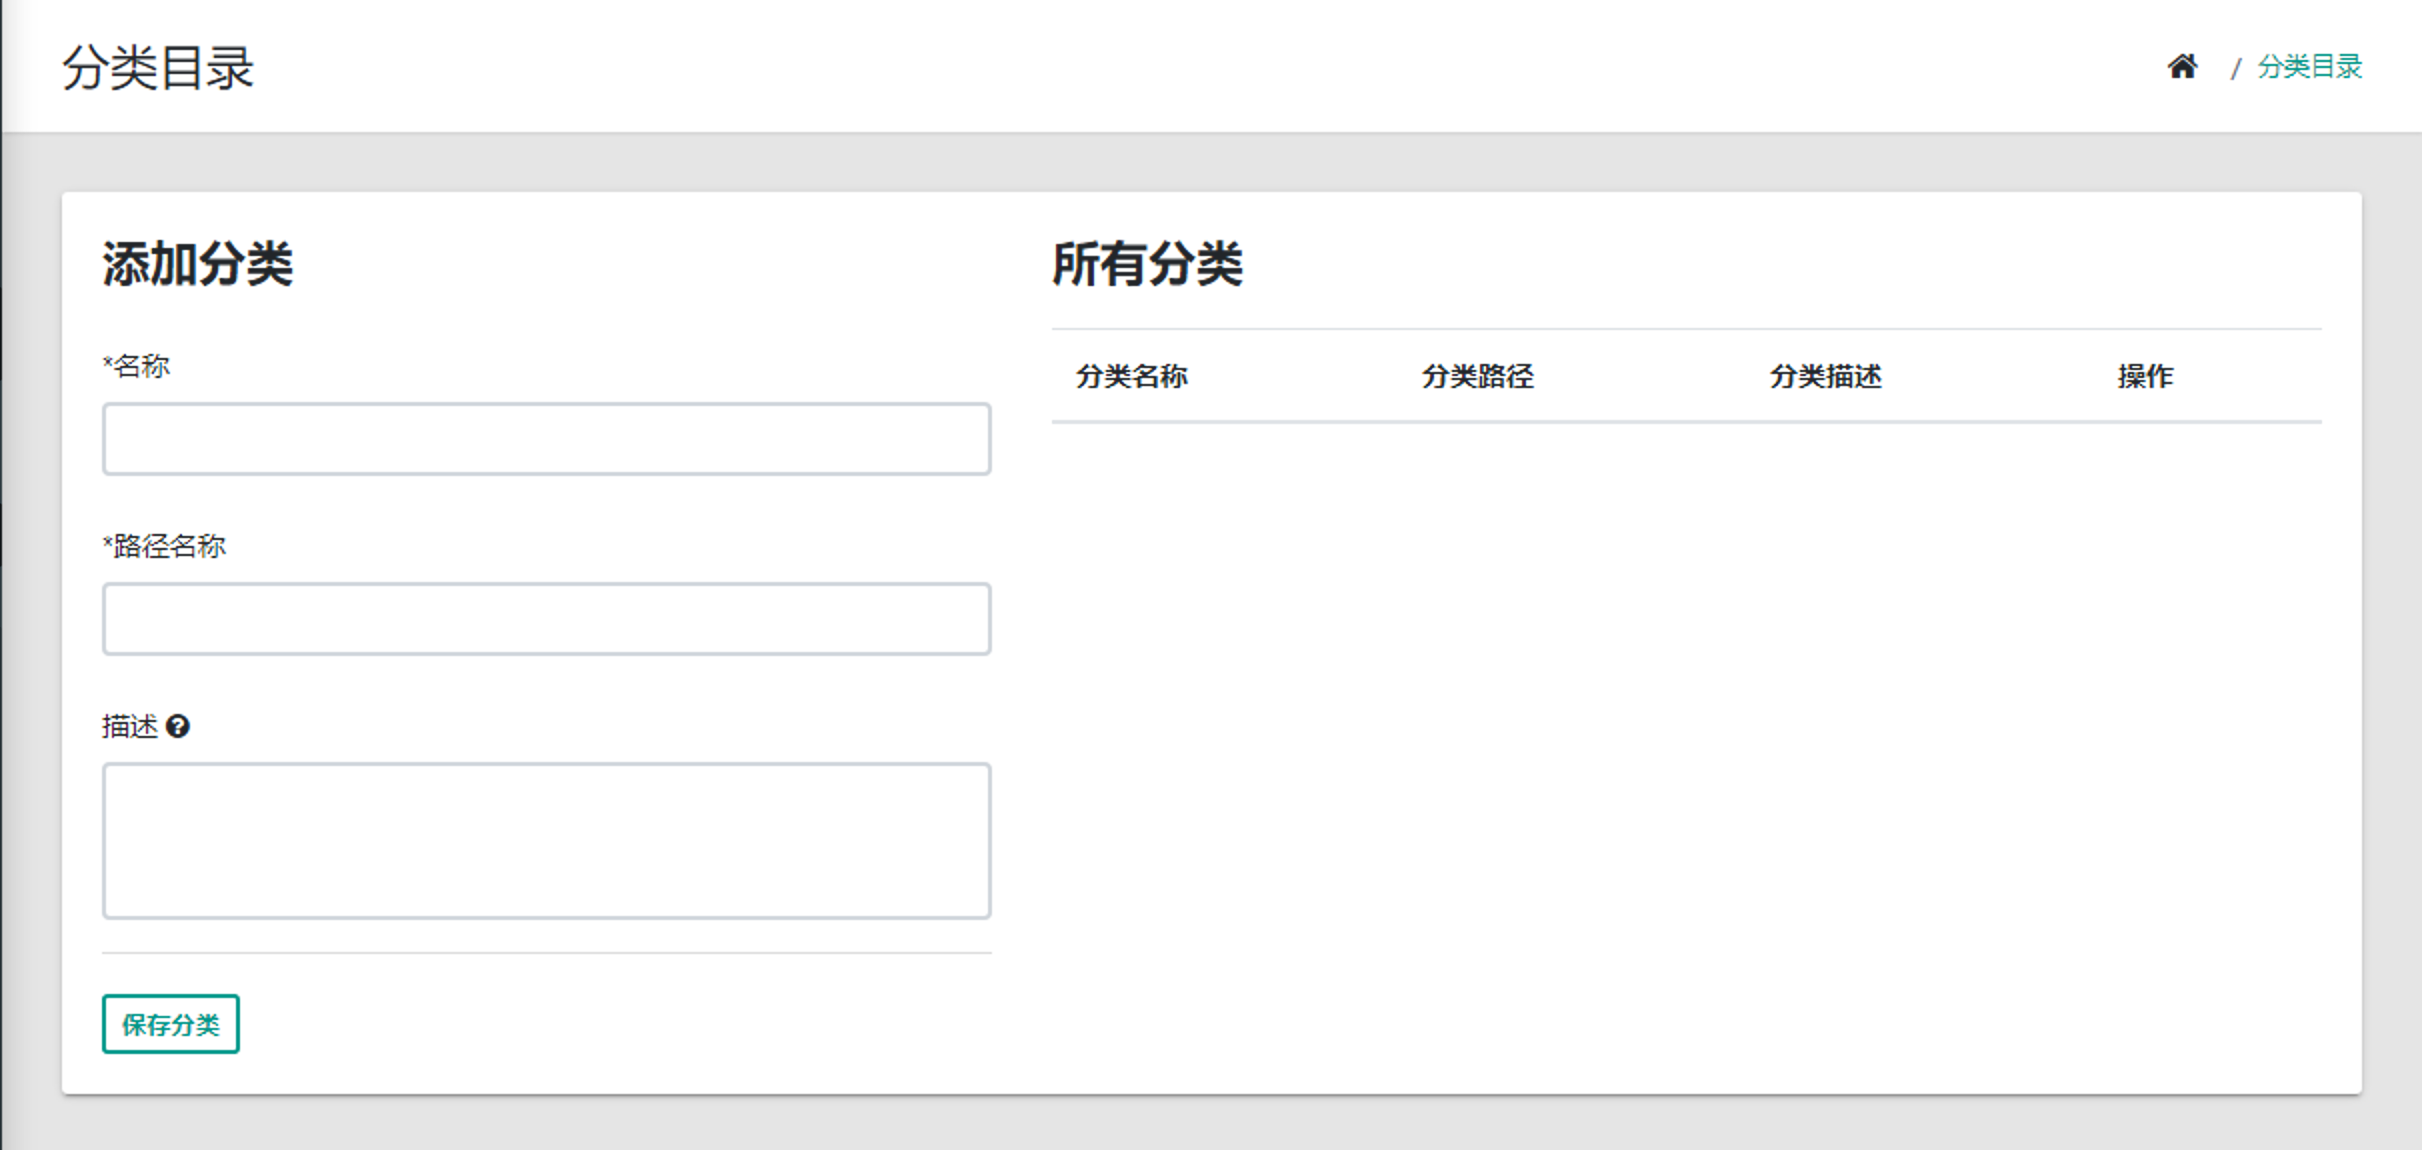 分类目录
/ 分类目录
添加分类
*名称
*路径名称
描述
保存分类
所有分类
分类名称 分类路径 分类描述 操作